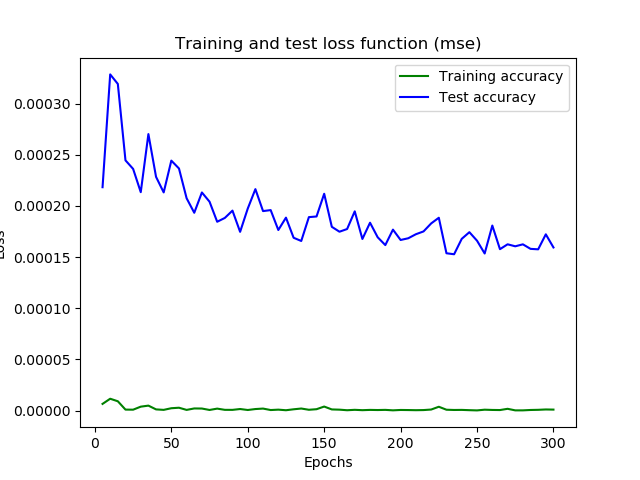 Training and test loss function (mse)
Training accuracy
Test accuracy
0.00030
0.00025
0.00020
0.00015
0.00010
0.00005
0.00000
Loss
0 50 100 150 200 250 300
Epochs